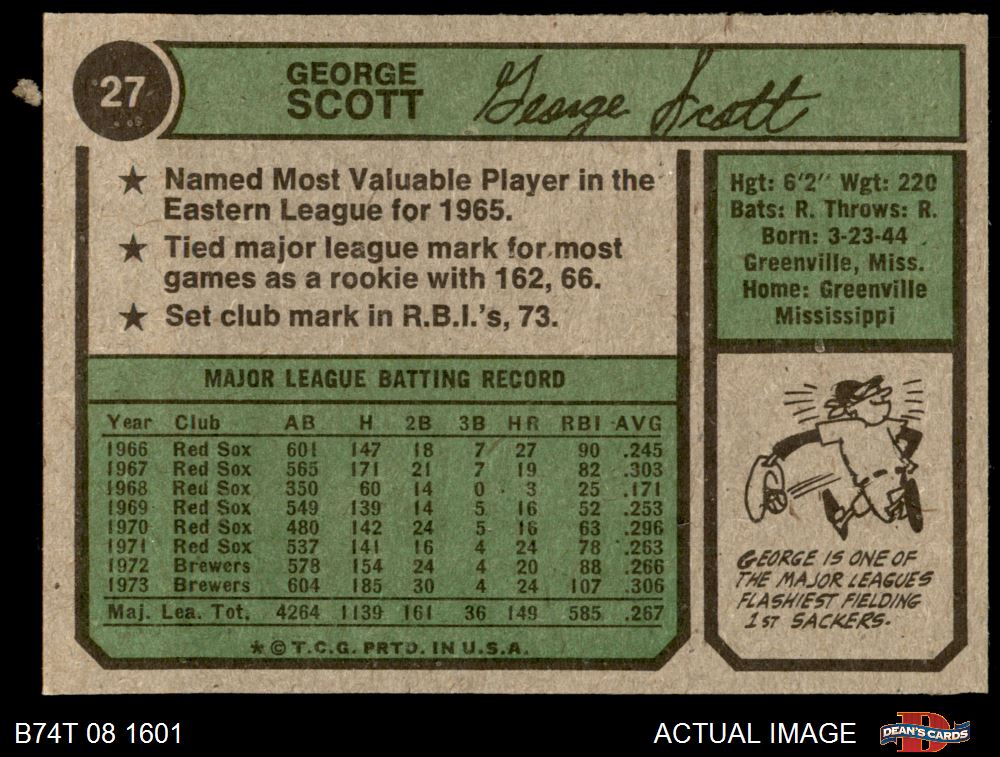 27
GEORGE
SCOTT
George Scott
★ Named Most Valuable Player in the
Eastern League for 1965.
★ Tied major league mark for most
games as a rookie with 162, 66.
★ Set club mark in R.B.I.'s, 73.
Hgt: 6'2" Wgt: 220
Bats: R. Throws: R.
Born: 3-23-44
Greenville, Miss.
Home: Greenville
Mississippi
MAJOR LEAGUE BATTING RECORD
Year Club AB H 2B 3B HR RBI AVG
1966 Red Sox 601 147 18 7 27 90 .245
1967 Red Sox 565 171 21 7 19 82 .303
1968 Red Sox 350 60 14 0 3 25 .171
1969 Red Sox 549 139 14 5 16 52 .253
1970 Red Sox 480 142 24 5 16 63 .296
1971 Red Sox 537 141 16 4 24 78 .263
1972 Brewers 578 154 24 4 20 88 .266
1973 Brewers 604 185 30 4 24 107 .306
Maj. Lea. Tot. 4264 1139 161 36 149 585 .267
★ © T.C.G. PRTD. IN U.S.A.
GEORGE IS ONE OF
THE MAJOR LEAGUES
FLASHIEST FIELDING
1ST SACKERS.
B74T 08 1601
ACTUAL IMAGE
D
DEAN'S CARDS